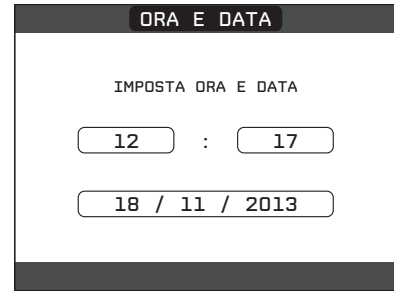 ORA E DATA
IMPOSTA ORA E DATA
12 : 17
18 / 11 / 2013